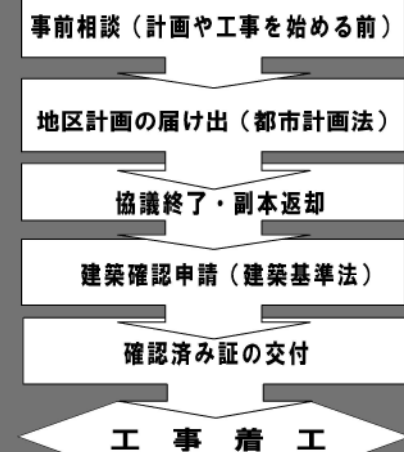 事前相談（計画や工事を始める前）
地区計画の届け出（都市計画法）
協議終了・副本返却
建築確認申請（建築基準法）
確認済み証の交付
工事着工